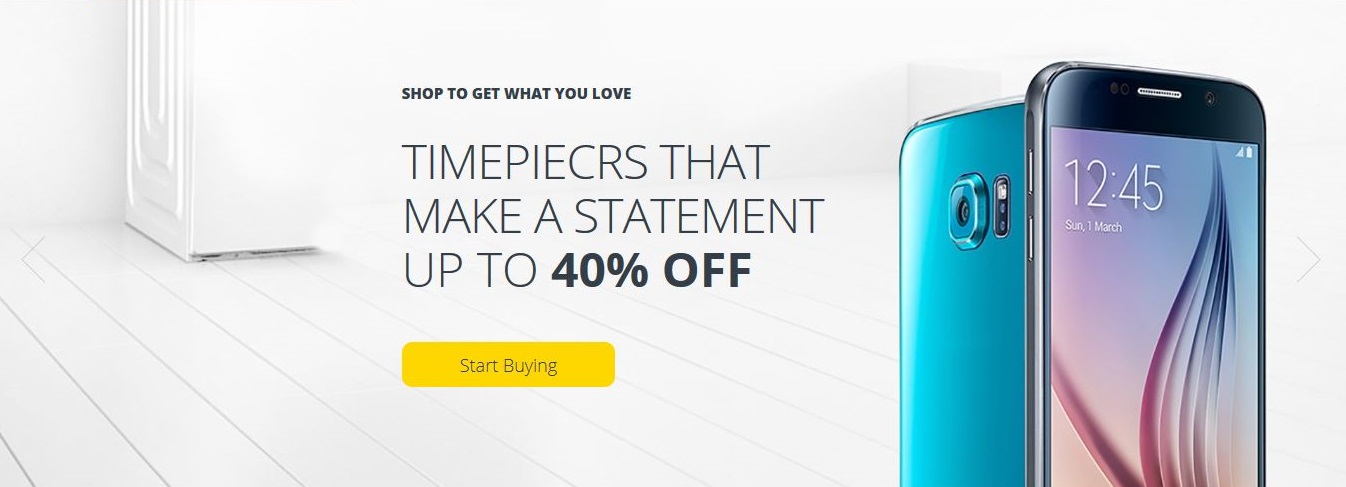 SHOP TO GET WHAT YOU LOVE
TIMEPIECRS THAT
MAKE A STATEMENT
UP TO 40% OFF
Start Buying
12:45
Sun, 1 March